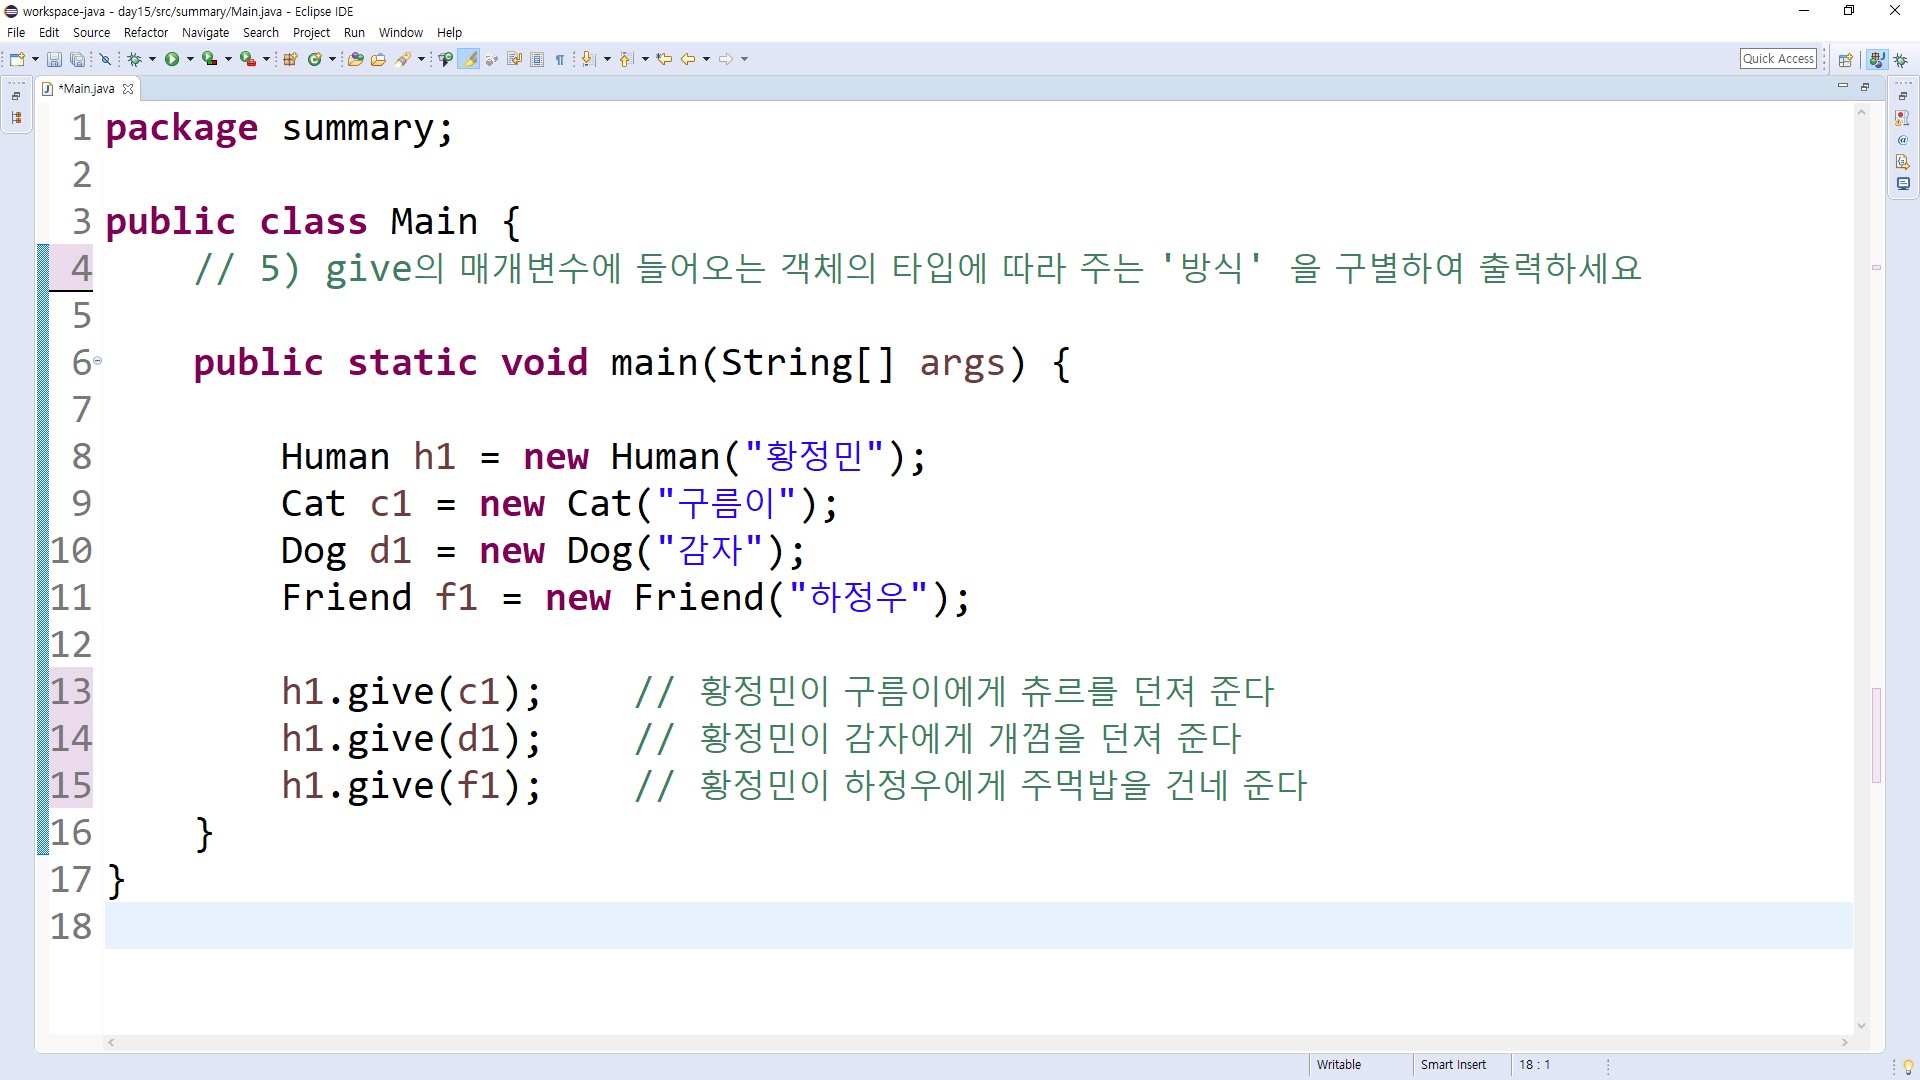 workspace-java - day15/src/summary/Main.java - Eclipse IDE
File Edit Source Refactor Navigate Search Project Run Window Help
Quick Access
*Main.java
1 package summary;
2
3 public class Main {
4 // 5) give의 매개변수에 들어오는 객체의 타입에 따라 주는 '방식' 을 구별하여 출력하세요
5
6 public static void main(String[] args) {
7
8 Human h1 = new Human("황정민");
9 Cat c1 = new Cat("구름이");
10 Dog d1 = new Dog("감자");
11 Friend f1 = new Friend("하정우");
12
13 h1.give(c1); // 황정민이 구름이에게 츄르를 던져 준다
14 h1.give(d1); // 황정민이 감자에게 개껌을 던져 준다
15 h1.give(f1); // 황정민이 하정우에게 주먹밥을 건네 준다
16 }
17 }
18
Writable Smart Insert 18 : 1